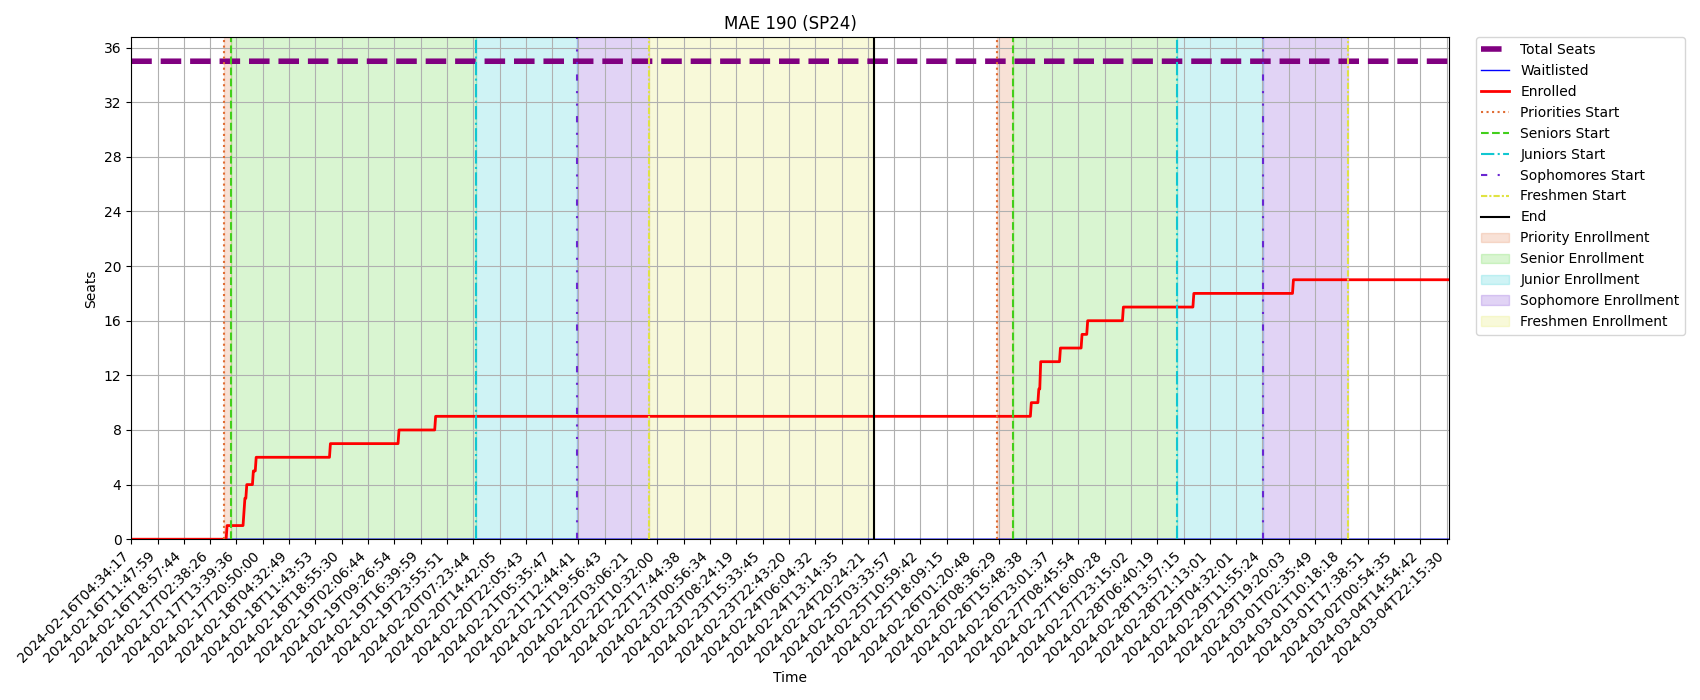 MAE 190 (SP24)
Seats
36
32
28
24
20
16
12
8
4
0
2024-02-16T04:34:17
2024-02-16T11:47:59
2024-02-16T18:57:44
2024-02-17T02:38:26
2024-02-17T13:39:36
2024-02-17T20:50:00
2024-02-18T04:32:49
2024-02-18T11:43:53
2024-02-18T18:55:30
2024-02-19T02:06:44
2024-02-19T09:26:54
2024-02-19T16:39:59
2024-02-19T23:55:51
2024-02-20T07:23:44
2024-02-20T14:42:05
2024-02-20T22:05:43
2024-02-21T05:35:47
2024-02-21T12:44:41
2024-02-21T19:56:43
2024-02-22T03:06:21
2024-02-22T10:32:00
2024-02-22T17:44:38
2024-02-23T00:56:34
2024-02-23T08:24:19
2024-02-23T15:33:45
2024-02-23T22:43:20
2024-02-24T06:04:32
2024-02-24T13:14:35
2024-02-24T20:24:21
2024-02-25T03:33:57
2024-02-25T10:59:42
2024-02-25T18:09:15
2024-02-26T01:20:48
2024-02-26T08:36:29
2024-02-26T15:48:38
2024-02-26T23:01:37
2024-02-27T08:45:54
2024-02-27T16:00:28
2024-02-27T23:15:02
2024-02-28T06:40:19
2024-02-28T13:57:15
2024-02-28T21:13:01
2024-02-29T04:32:01
2024-02-29T11:55:24
2024-02-29T19:20:03
2024-03-01T02:35:49
2024-03-01T10:18:18
2024-03-01T17:38:51
2024-03-02T00:54:35
2024-03-04T14:54:42
2024-03-04T22:15:30
Time
Total Seats
Waitlisted
Enrolled
Priorities Start
Seniors Start
Juniors Start
Sophomores Start
Freshmen Start
End
Priority Enrollment
Senior Enrollment
Junior Enrollment
Sophomore Enrollment
Freshmen Enrollment